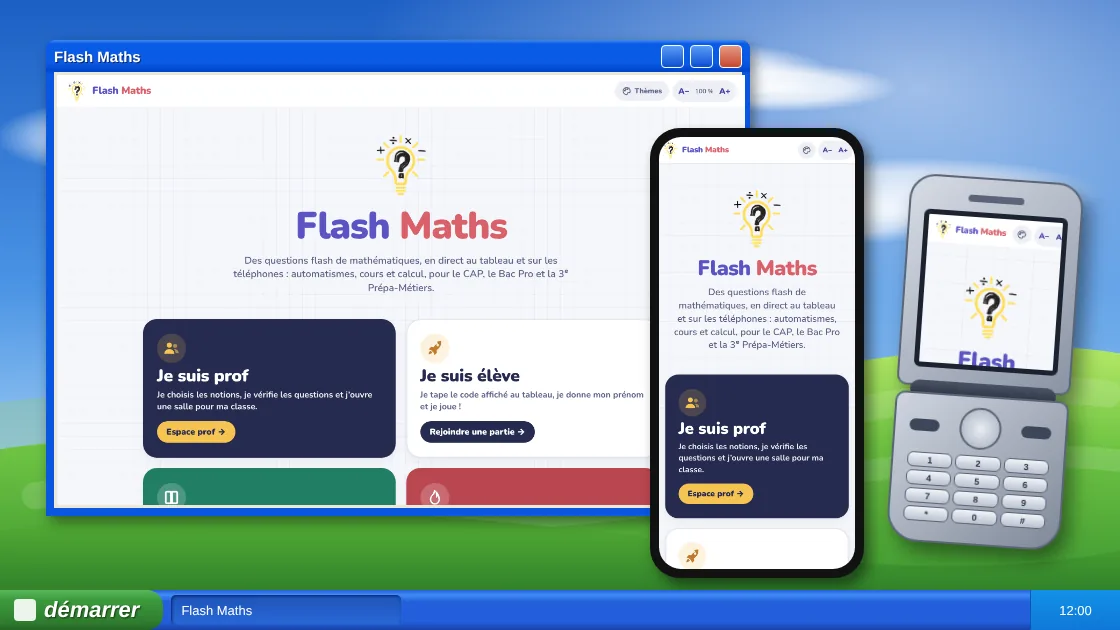 Flash Maths
Flash Maths
Thèmes
A− 100 % A+
Flash Maths
Des questions flash de mathématiques, en direct au tableau et sur les
téléphones : automatismes, cours et calcul, pour le CAP, le Bac Pro et la 3ᵉ
Prépa-Métiers.
Je suis prof
Je choisis les notions, je vérifie les questions et j'ouvre
une salle pour ma classe.
Espace prof →
Je suis élève
Je tape le code affiché au tableau, je donne mon prénom
et je joue !
Rejoindre une partie →
Flash Maths
A− A+
Flash Maths
Des questions flash de
mathématiques, en direct au tableau
et sur les téléphones : automatismes,
cours et calcul, pour le CAP, le Bac Pro
et la 3ᵉ Prépa-Métiers.
Je suis prof
Je choisis les notions, je vérifie les
questions et j'ouvre une salle pour ma
classe.
Espace prof →
Flash Maths
A− A
Flash
1 2 3
4 5 6
7 8 9
* 0 #
démarrer
Flash Maths
12:00